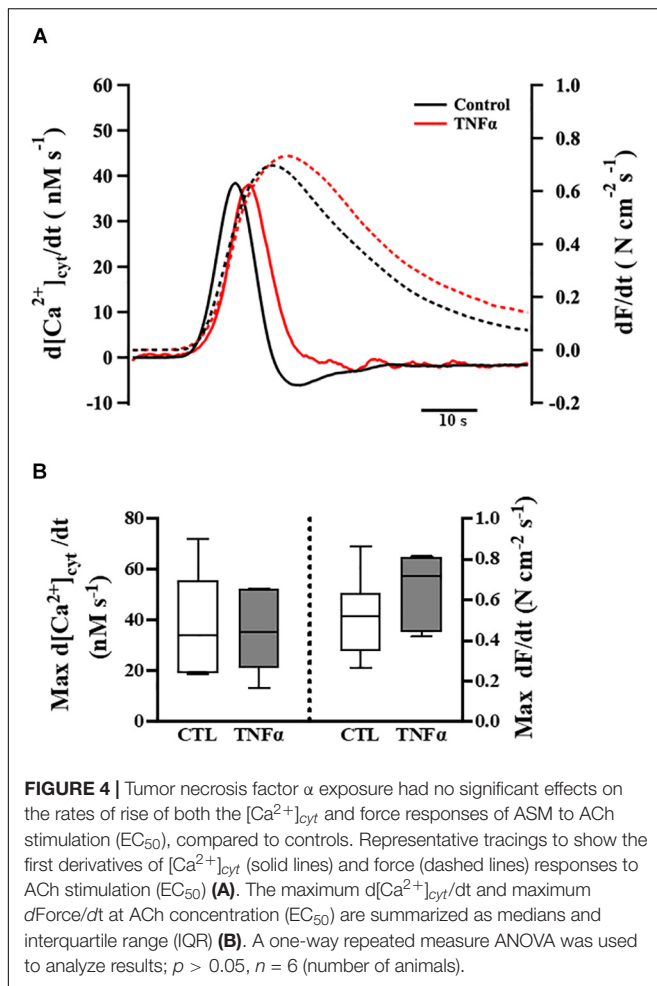 A
60
50
40
30
20
10
0
-10
d[Ca²⁺]cyt/dt ( nM s⁻¹)
Control
TNFα
1.0
0.8
0.6
0.4
0.2
0.0
-0.2
dF/dt ( N cm⁻² s⁻¹)
10 s
B
80
60
40
20
0
Max d[Ca²⁺]cyt /dt
(nM s⁻¹)
CTL TNFα CTL TNFα
1.0
0.8
0.6
0.4
0.2
0.0
Max dF/dt (N cm⁻² s⁻¹)
FIGURE 4 | Tumor necrosis factor α exposure had no significant effects on
the rates of rise of both the [Ca²⁺]cyt and force responses of ASM to ACh
stimulation (EC₅₀), compared to controls. Representative tracings to show the
first derivatives of [Ca²⁺]cyt (solid lines) and force (dashed lines) responses to
ACh stimulation (EC₅₀) (A). The maximum d[Ca²⁺]cyt/dt and maximum
dForce/dt at ACh concentration (EC₅₀) are summarized as medians and
interquartile range (IQR) (B). A one-way repeated measure ANOVA was used
to analyze results; p > 0.05, n = 6 (number of animals).